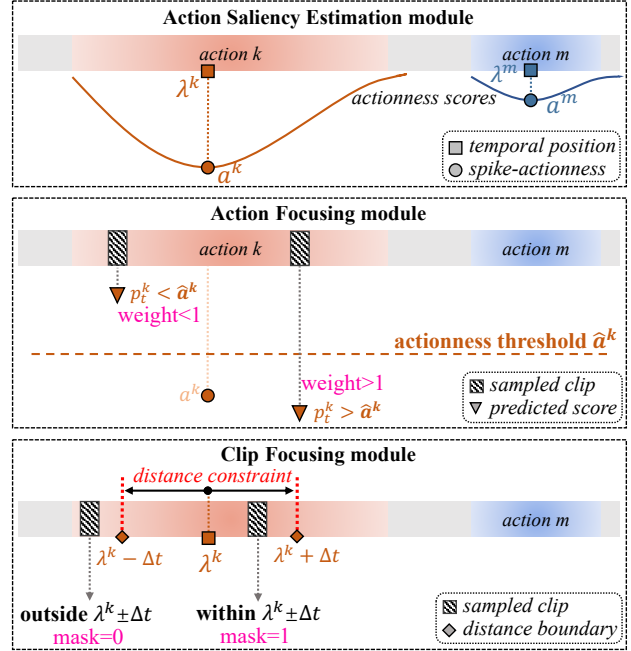 Action Saliency Estimation module
action k
action m
λ^k
λ^m
actionness scores
a^m
a^k
temporal position
spike-actionness
Action Focusing module
action k
action m
p_t^k < â^k
weight<1
actionness threshold â^k
weight>1
a^k
p_t^k > â^k
sampled clip
predicted score
Clip Focusing module
distance constraint
action m
λ^k − Δt
λ^k
λ^k + Δt
outside λ^k ± Δt
within λ^k ± Δt
mask=0
mask=1
sampled clip
distance boundary